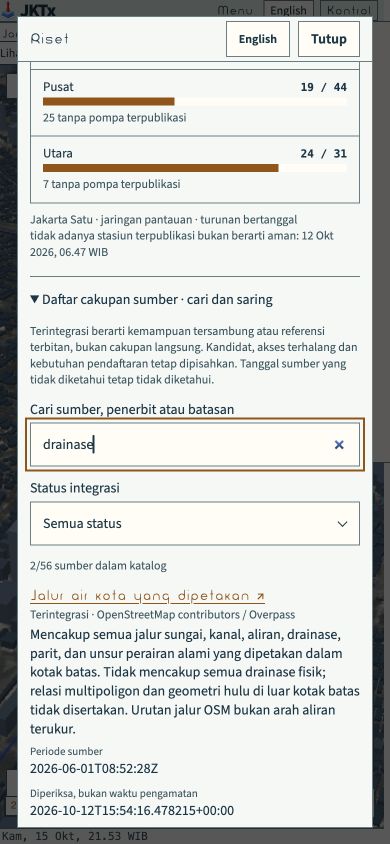 JKTx
Menu
English
Kontrol
Riset
English
Tutup
Pusat
19 / 44
25 tanpa pompa terpublikasi
Utara
24 / 31
7 tanpa pompa terpublikasi
Jakarta Satu · jaringan pantauan · turunan bertanggal
tidak adanya stasiun terpublikasi bukan berarti aman: 12 Okt
2026, 06.47 WIB
▼ Daftar cakupan sumber · cari dan saring
Terintegrasi berarti kemampuan tersambung atau referensi
terbitan, bukan cakupan langsung. Kandidat, akses terhalang dan
kebutuhan pendaftaran tetap dipisahkan. Tanggal sumber yang
tidak diketahui tetap tidak diketahui.
Cari sumber, penerbit atau batasan
drainase
Status integrasi
Semua status
2/56 sumber dalam katalog
Jalur air kota yang dipetakan ↗
Terintegrasi · OpenStreetMap contributors / Overpass
Mencakup semua jalur sungai, kanal, aliran, drainase,
parit, dan unsur perairan alami yang dipetakan dalam
kotak batas. Tidak mencakup semua drainase fisik;
relasi multipoligon dan geometri hulu di luar kotak batas
tidak disertakan. Urutan jalur OSM bukan arah aliran
terukur.
Periode sumber
2026-06-01T08:52:28Z
Diperiksa, bukan waktu pengamatan
2026-10-12T15:54:16.478215+00:00
Kam, 15 Okt, 21.53 WIB